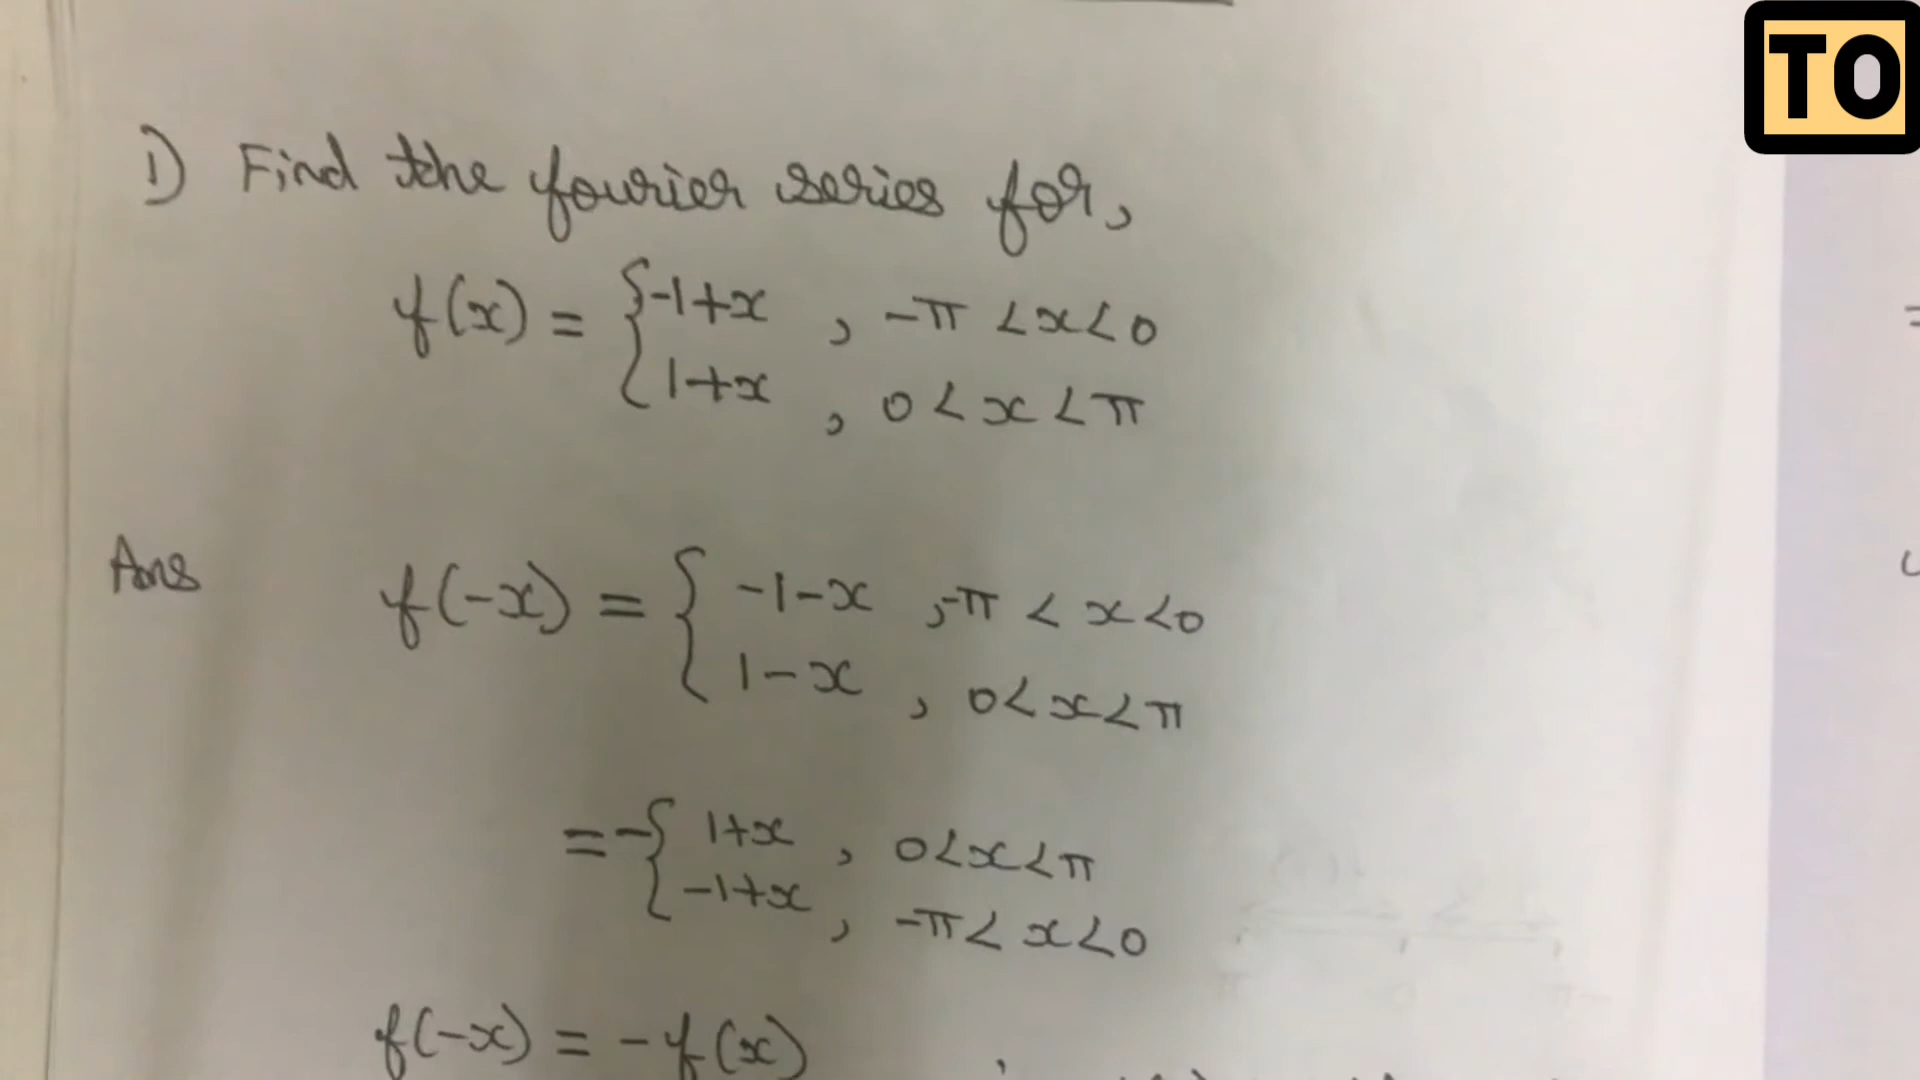 TO
1) Find the fourier series for,
f(x) = { -1+x , -π < x < 0
1+x , 0 < x < π
Ans f(-x) = { -1-x , -π < x < 0
1-x , 0 < x < π
= -{ 1+x , 0 < x < π
-1+x , -π < x < 0
f(-x) = -f(x)